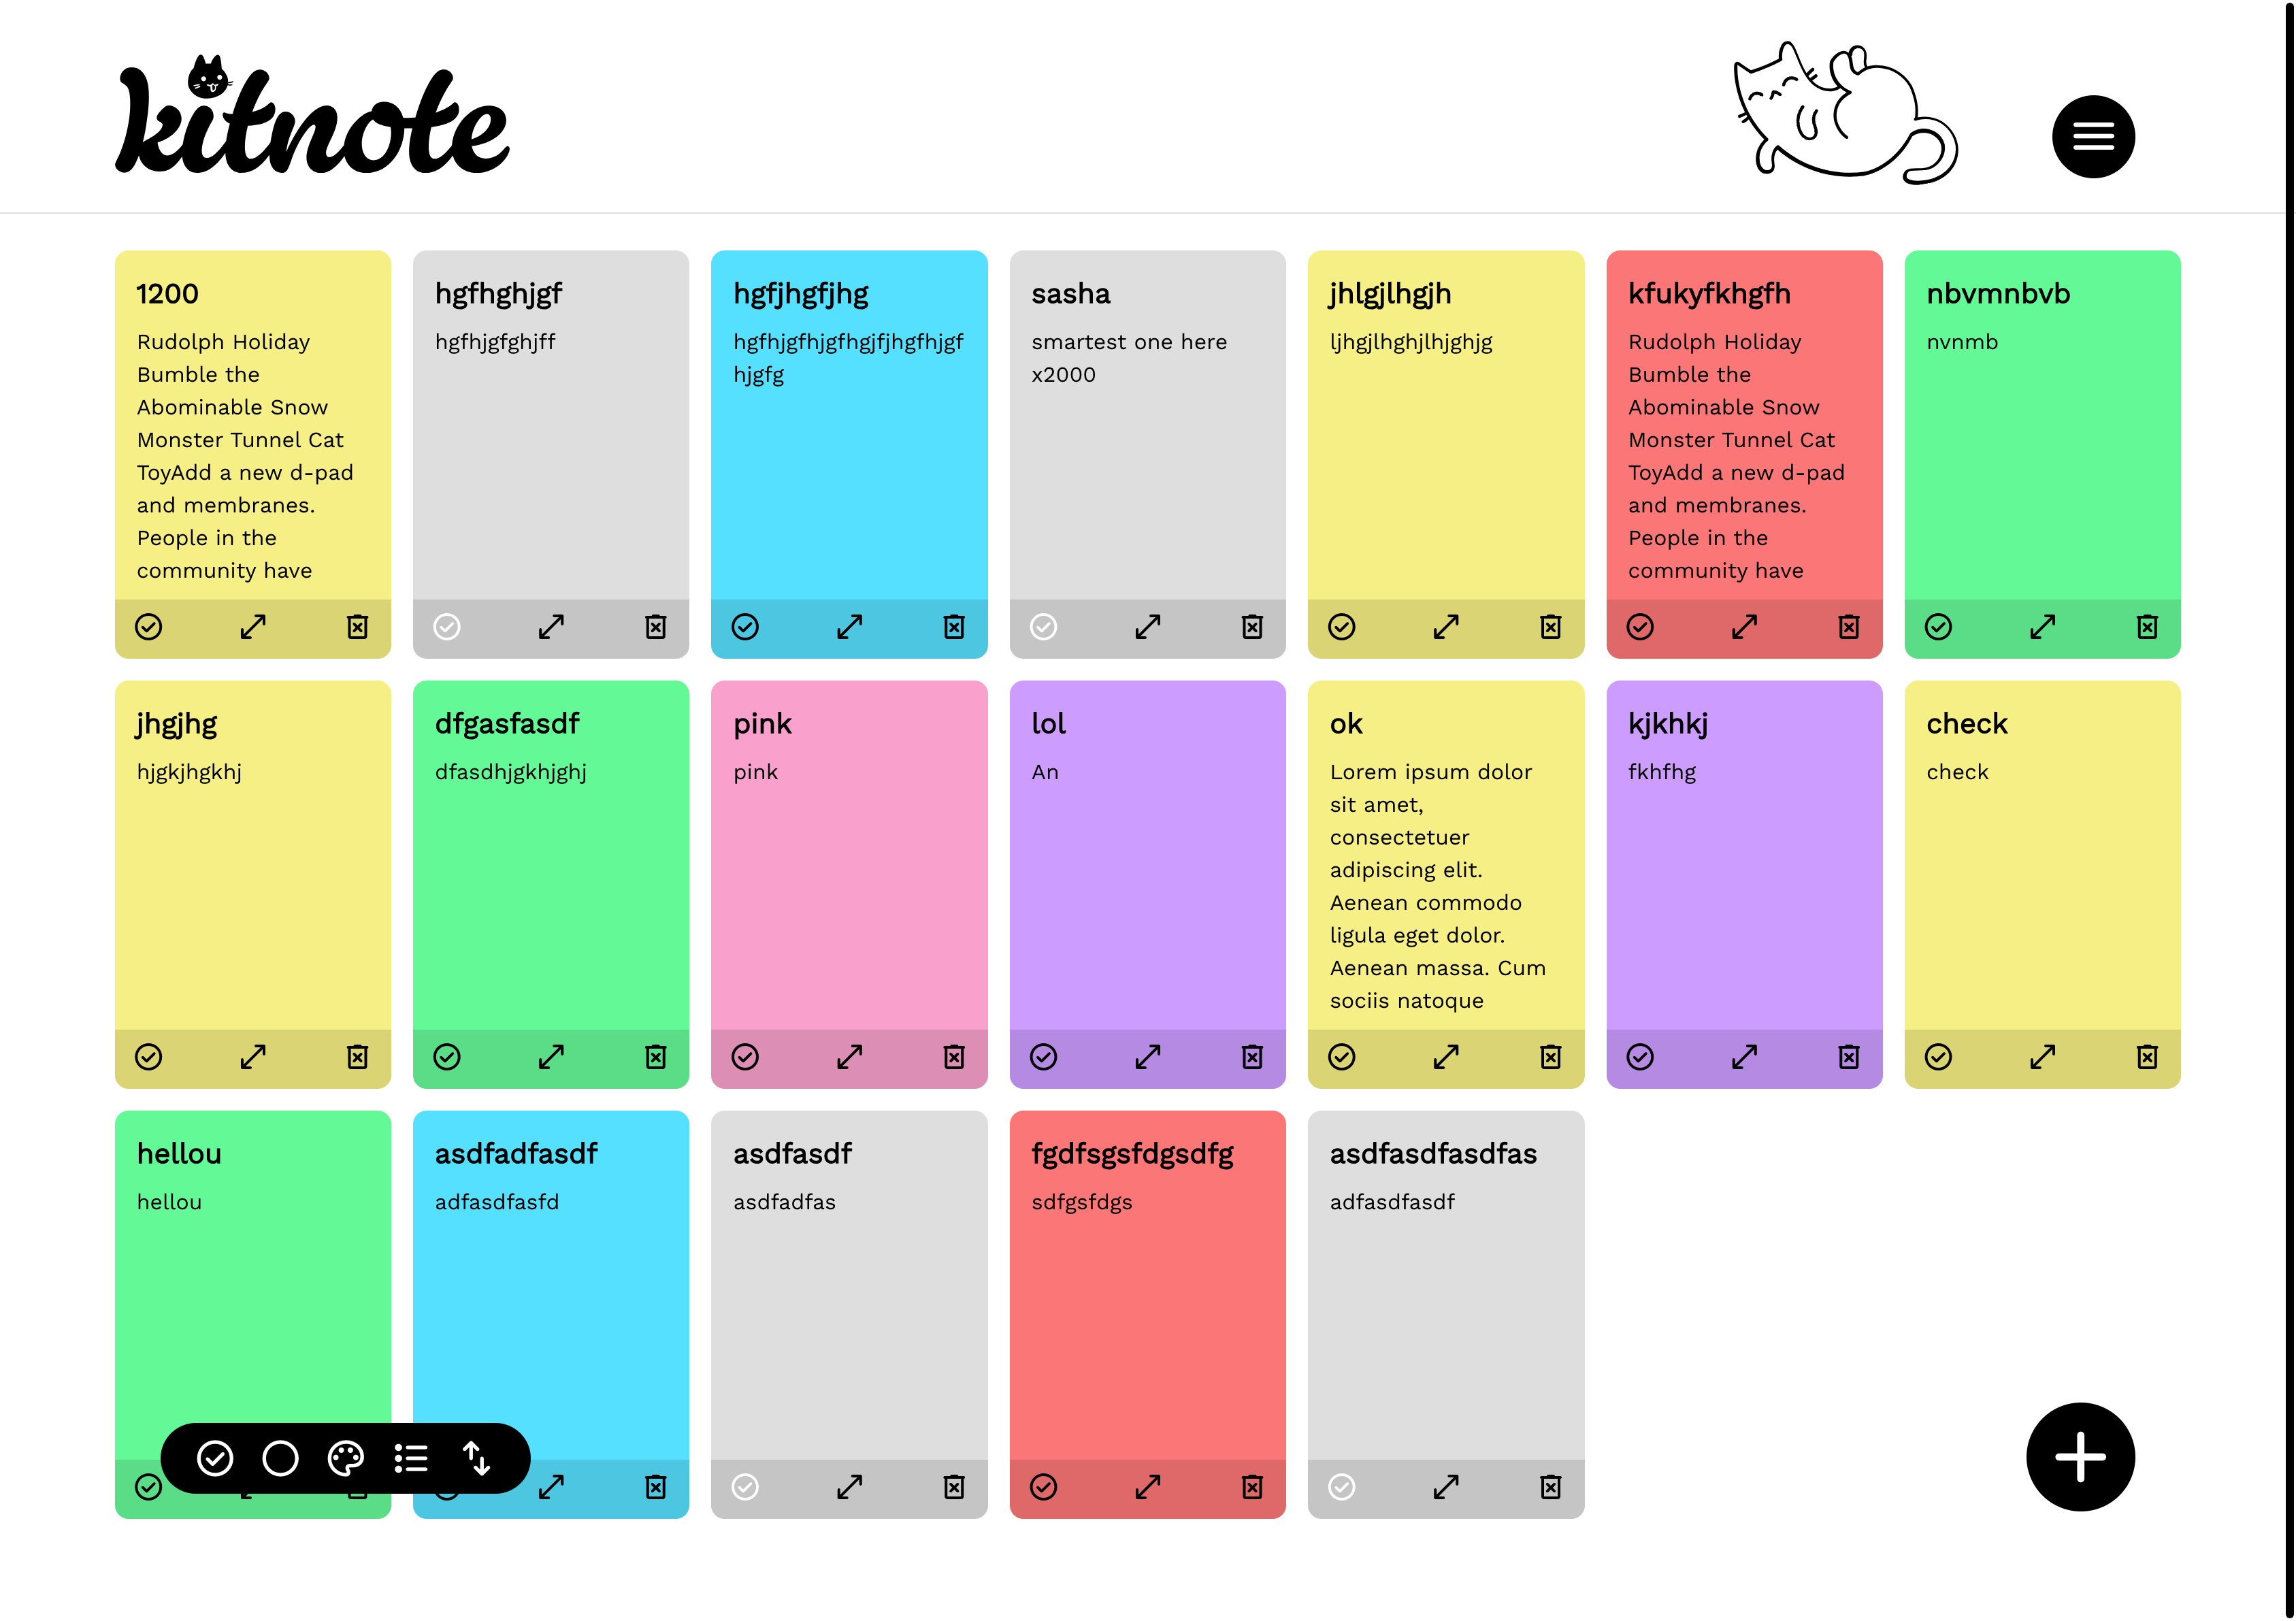 kitnote
1200
Rudolph Holiday
Bumble the
Abominable Snow
Monster Tunnel Cat
ToyAdd a new d-pad
and membranes.
People in the
community have
hgfhghjgf
hgfhjgfghjff
hgfjhgfjhg
hgfhjgfhjgfhgjfjhgfhjgf
hjgfg
sasha
smartest one here
x2000
jhlgjlhgjh
ljhgjlhghjlhjghjg
kfukyfkhgfh
Rudolph Holiday
Bumble the
Abominable Snow
Monster Tunnel Cat
ToyAdd a new d-pad
and membranes.
People in the
community have
nbvmnbvb
nvnmb
jhgjhg
hjgkjhgkhj
dfgasfasdf
dfasdhjgkhjghj
pink
pink
lol
An
ok
Lorem ipsum dolor
sit amet,
consectetuer
adipiscing elit.
Aenean commodo
ligula eget dolor.
Aenean massa. Cum
sociis natoque
kjkhkj
fkhfhg
check
check
hellou
hellou
asdfadfasdf
adfasdfasfd
asdfasdf
asdfadfas
fgdfsgsfdgsdfg
sdfgsfdgs
asdfasdfasdfas
adfasdfasdf